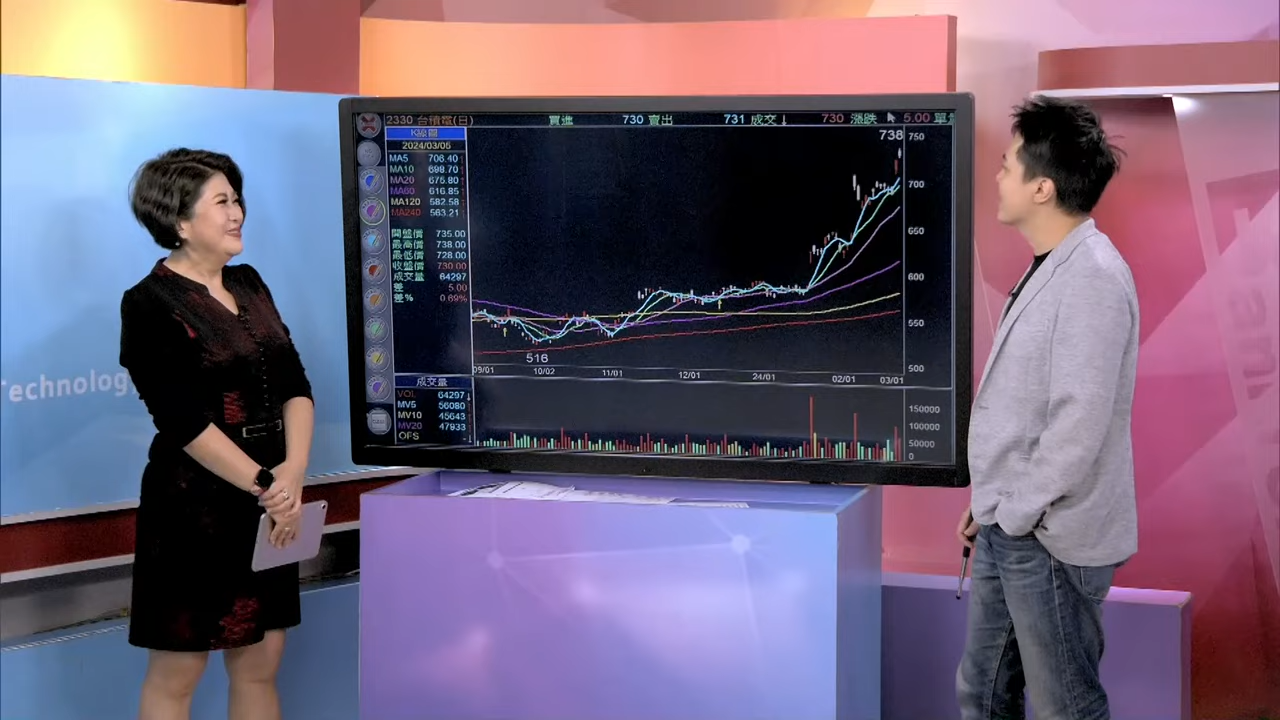 2330 台積電(日) 買進 730 賣出 731 成交↓ 730 漲跌 5.00 單量
K線圖
2024/03/05
MA5 706.40
MA10 698.70
MA20 675.80
MA60 616.85
MA120 582.58
MA240 563.21
開盤價 735.00
最高價 738.00
最低價 728.00
收盤價 730.00
成交量 64297
差 5.00
差% 0.69%
738
750
700
650
600
550
500
516
09/01 10/02 11/01 12/01 24/01 02/01 03/01
成交量
VOL 64297↓
MV5 56080
MV10 45643
MV20 47933
OFS
150000
100000
50000
0
Technolog